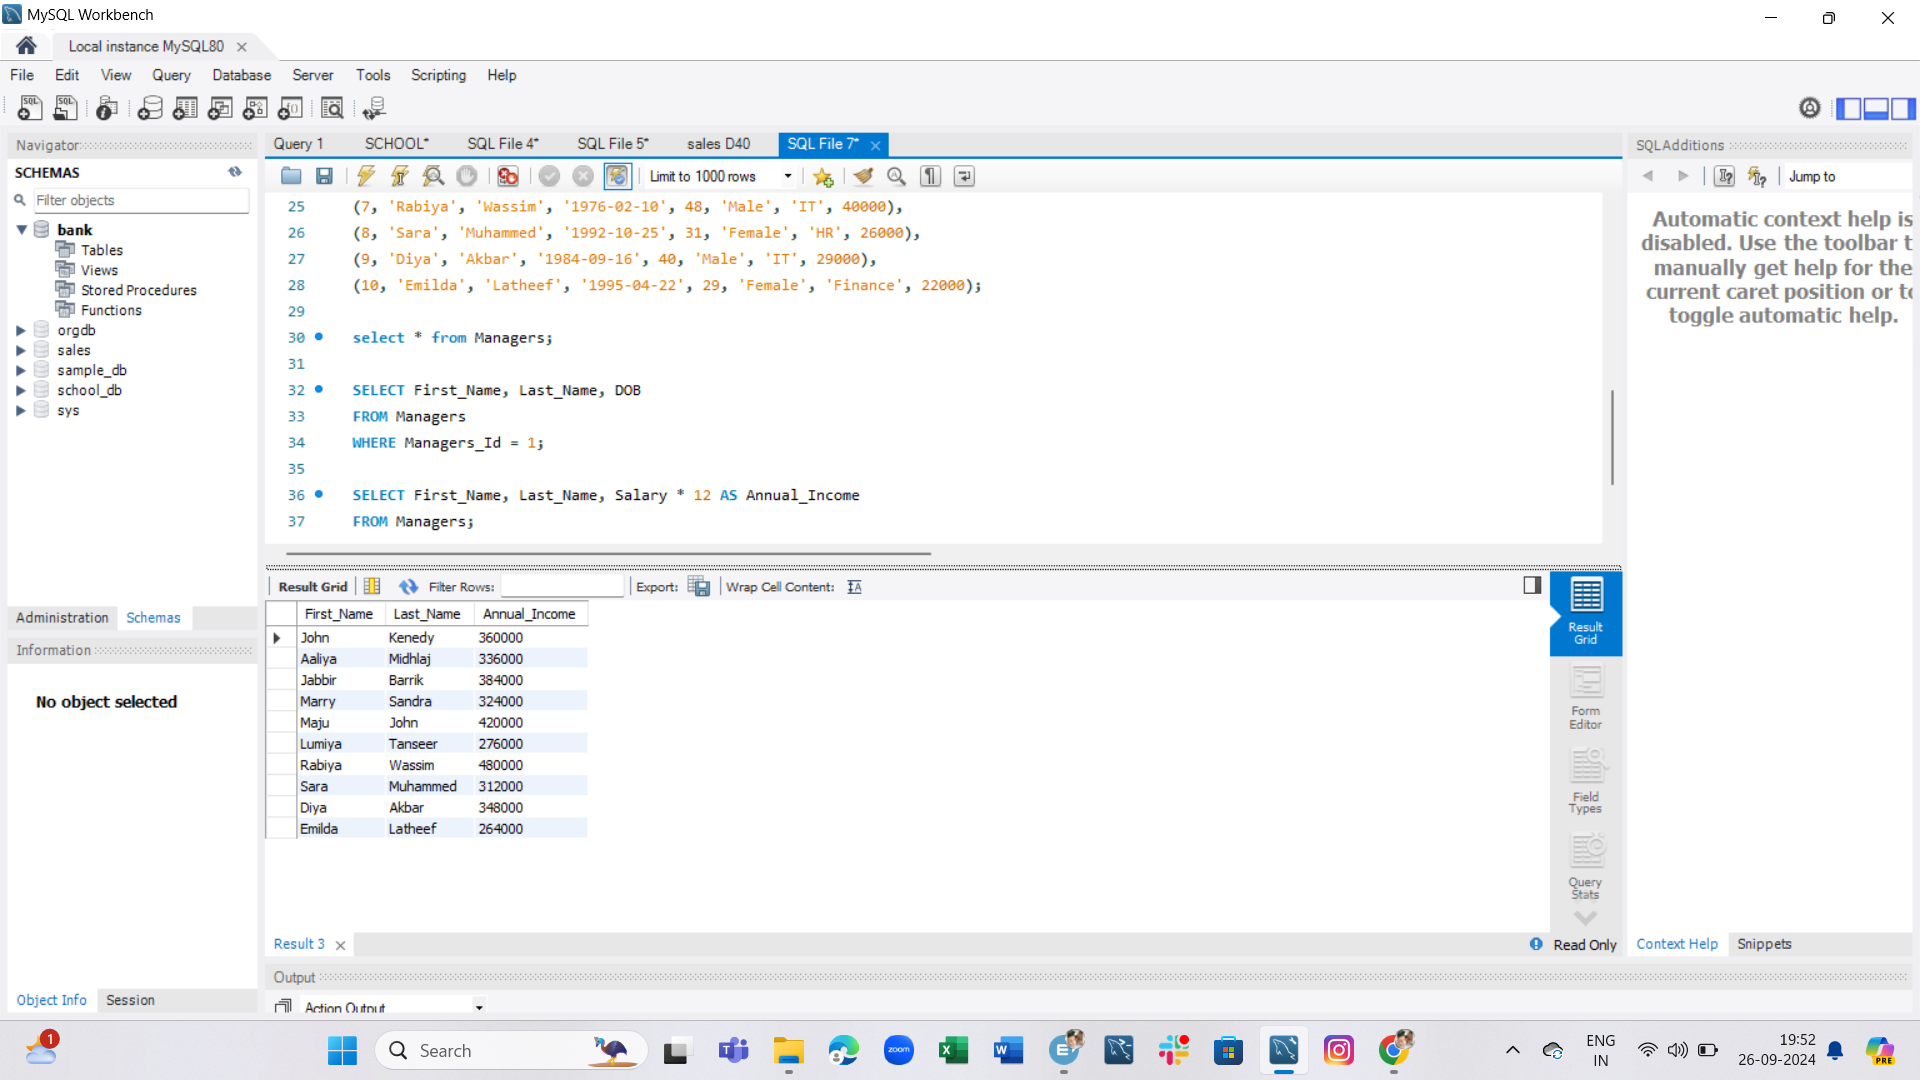 MySQL Workbench
Local instance MySQL80
File Edit View Query Database Server Tools Scripting Help
Navigator
SCHEMAS
Filter objects
bank
Tables
Views
Stored Procedures
Functions
orgdb
sales
sample_db
school_db
sys
Administration Schemas
Information
No object selected
Object Info Session
Query 1 SCHOOL* SQL File 4* SQL File 5* sales D40 SQL File 7*
Limit to 1000 rows
25 (7, 'Rabiya', 'Wassim', '1976-02-10', 48, 'Male', 'IT', 40000),
26 (8, 'Sara', 'Muhammed', '1992-10-25', 31, 'Female', 'HR', 26000),
27 (9, 'Diya', 'Akbar', '1984-09-16', 40, 'Male', 'IT', 29000),
28 (10, 'Emilda', 'Latheef', '1995-04-22', 29, 'Female', 'Finance', 22000);
29
30 select * from Managers;
31
32 SELECT First_Name, Last_Name, DOB
33 FROM Managers
34 WHERE Managers_Id = 1;
35
36 SELECT First_Name, Last_Name, Salary * 12 AS Annual_Income
37 FROM Managers;
Result Grid Filter Rows: Export: Wrap Cell Content:
First_Name Last_Name Annual_Income
John Kenedy 360000
Aaliya Midhlaj 336000
Jabbir Barrik 384000
Marry Sandra 324000
Maju John 420000
Lumiya Tanseer 276000
Rabiya Wassim 480000
Sara Muhammed 312000
Diya Akbar 348000
Emilda Latheef 264000
Result Grid
Form Editor
Field Types
Query Stats
Result 3
Read Only
Output
Action Output
SQLAdditions
Jump to
Automatic context help is
disabled. Use the toolbar t
manually get help for the
current caret position or to
toggle automatic help.
Context Help Snippets
1
Search
zoom
ENG
IN
19:52
26-09-2024
PRE